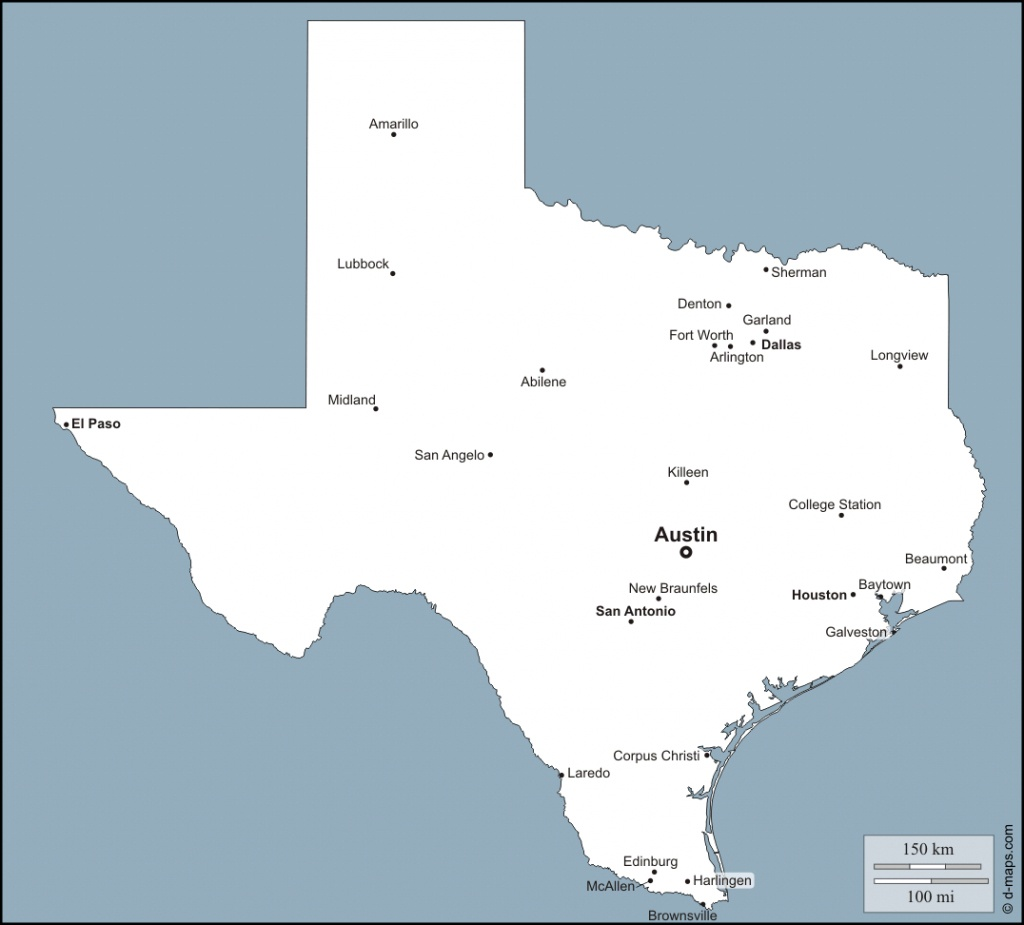 Amarillo
Lubbock
Sherman
Denton
Garland
Fort Worth
Dallas
Arlington
Longview
Abilene
Midland
El Paso
San Angelo
Killeen
College Station
Austin
Beaumont
Baytown
New Braunfels
Houston
San Antonio
Galveston
Corpus Christi
Laredo
Edinburg
McAllen
Harlingen
Brownsville
150 km
100 mi
© d-maps.com